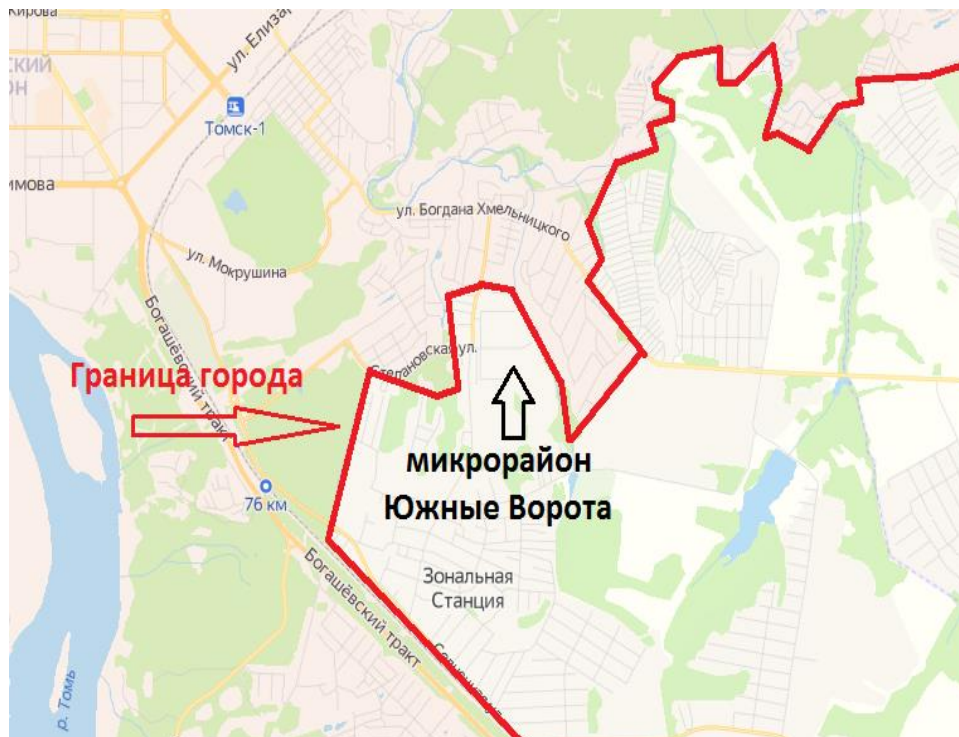 Кирова
ул. Елизар
СКИЙ
ОН
Томск-1
имова
ул. Богдана Хмельницкого
ул. Мокрушина
Богашёвский тракт
Степановская ул.
Граница города
микрорайон
Южные Ворота
76 км
Зональная
Станция
Богашёвский тракт
р. Томь